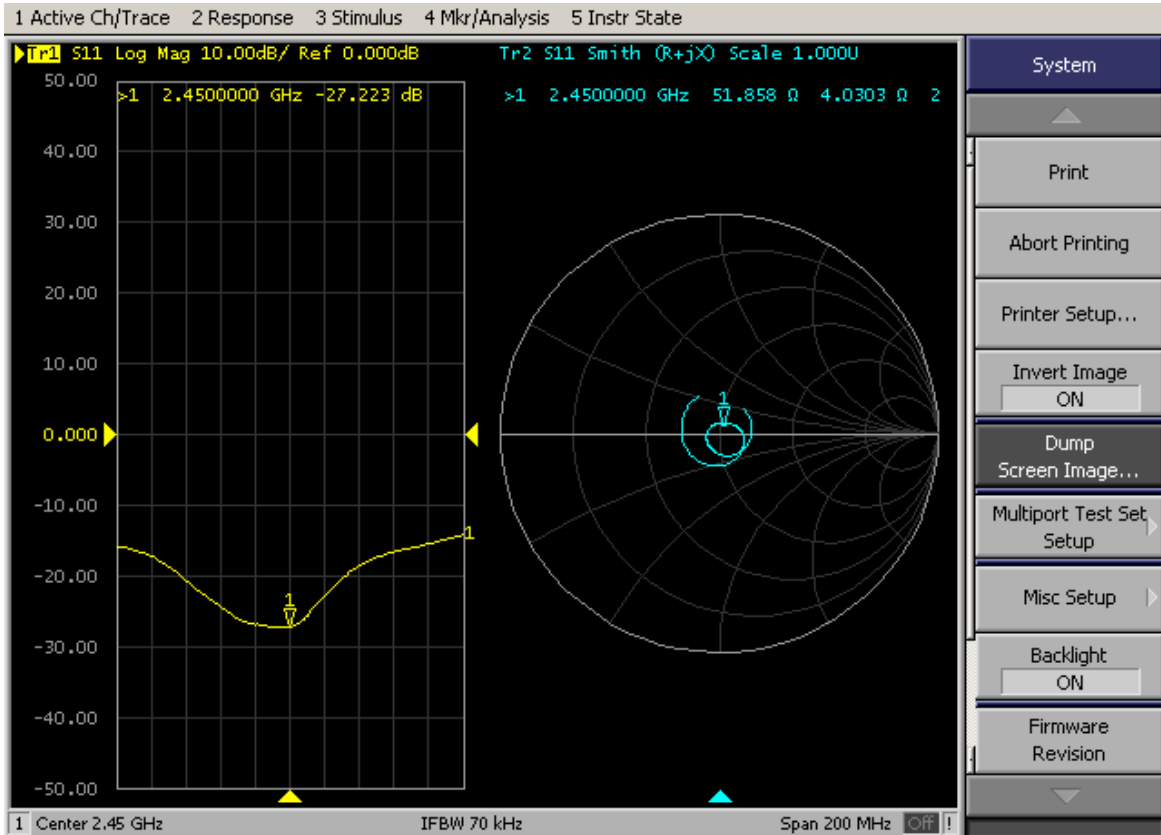 1 Active Ch/Trace 2 Response 3 Stimulus 4 Mkr/Analysis 5 Instr State
Tr1 S11 Log Mag 10.00dB/ Ref 0.000dB
Tr2 S11 Smith (R+jX) Scale 1.000U
50.00
>1 2.4500000 GHz -27.223 dB
>1 2.4500000 GHz 51.858 Ω 4.0303 Ω 2
40.00
30.00
20.00
10.00
0.000
-10.00
-20.00
-30.00
-40.00
-50.00
1
1
1
System
Print
Abort Printing
Printer Setup...
Invert Image
ON
Dump
Screen Image...
Multiport Test Set
Setup
Misc Setup
Backlight
ON
Firmware
Revision
1 Center 2.45 GHz IFBW 70 kHz Span 200 MHz Off !